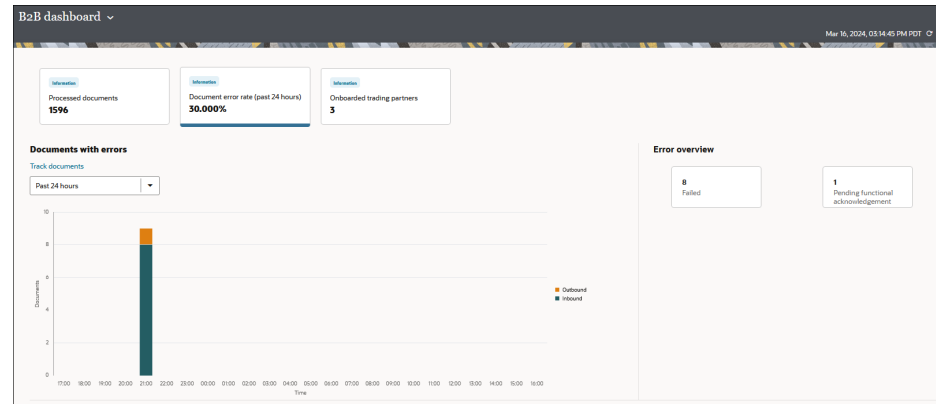 B2B dashboard
Mar 16, 2024, 03:14:45 PM PDT
Information
Processed documents
1596
Information
Document error rate (past 24 hours)
30.000%
Information
Onboarded trading partners
3
Documents with errors
Track documents
Past 24 hours
10
8
6
4
2
0
Documents
17:00 18:00 19:00 20:00 21:00 22:00 23:00 00:00 01:00 02:00 03:00 04:00 05:00 06:00 07:00 08:00 09:00 10:00 11:00 12:00 13:00 14:00 15:00 16:00
Time
Outbound
Inbound
Error overview
8
Failed
1
Pending functional
acknowledgement